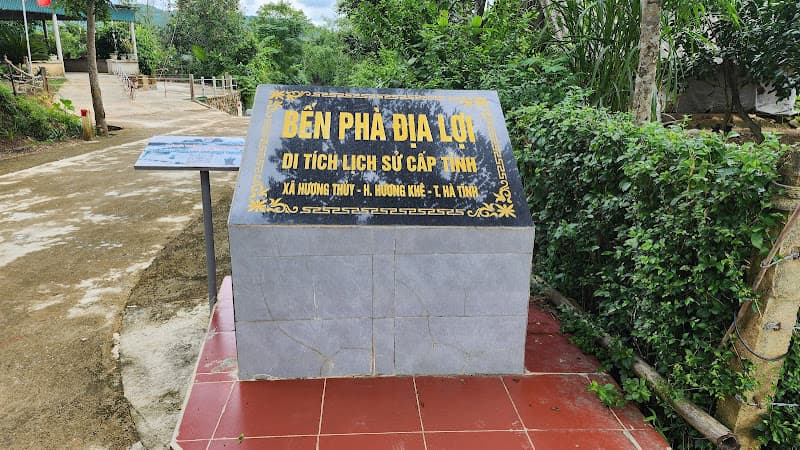 BẾN PHÀ ĐỊA LỢI
DI TÍCH LỊCH SỬ CẤP TỈNH
XÃ HƯƠNG THỦY - H. HƯƠNG KHÊ - T. HÀ TĨNH